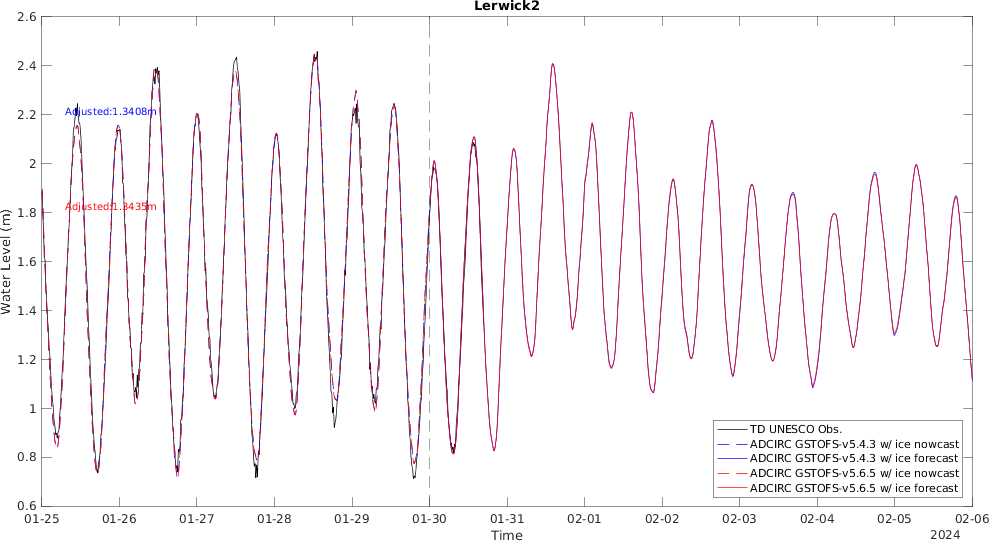 Lerwick2
2.6
2.4
2.2
2
1.8
1.6
1.4
1.2
1
0.8
0.6
Water Level (m)
Adjusted:1.3408m
Adjusted:1.3435m
TD UNESCO Obs.
ADCIRC GSTOFS-v5.4.3 w/ ice nowcast
ADCIRC GSTOFS-v5.4.3 w/ ice forecast
ADCIRC GSTOFS-v5.6.5 w/ ice nowcast
ADCIRC GSTOFS-v5.6.5 w/ ice forecast
01-25 01-26 01-27 01-28 01-29 01-30 01-31 02-01 02-02 02-03 02-04 02-05 02-06
Time
2024